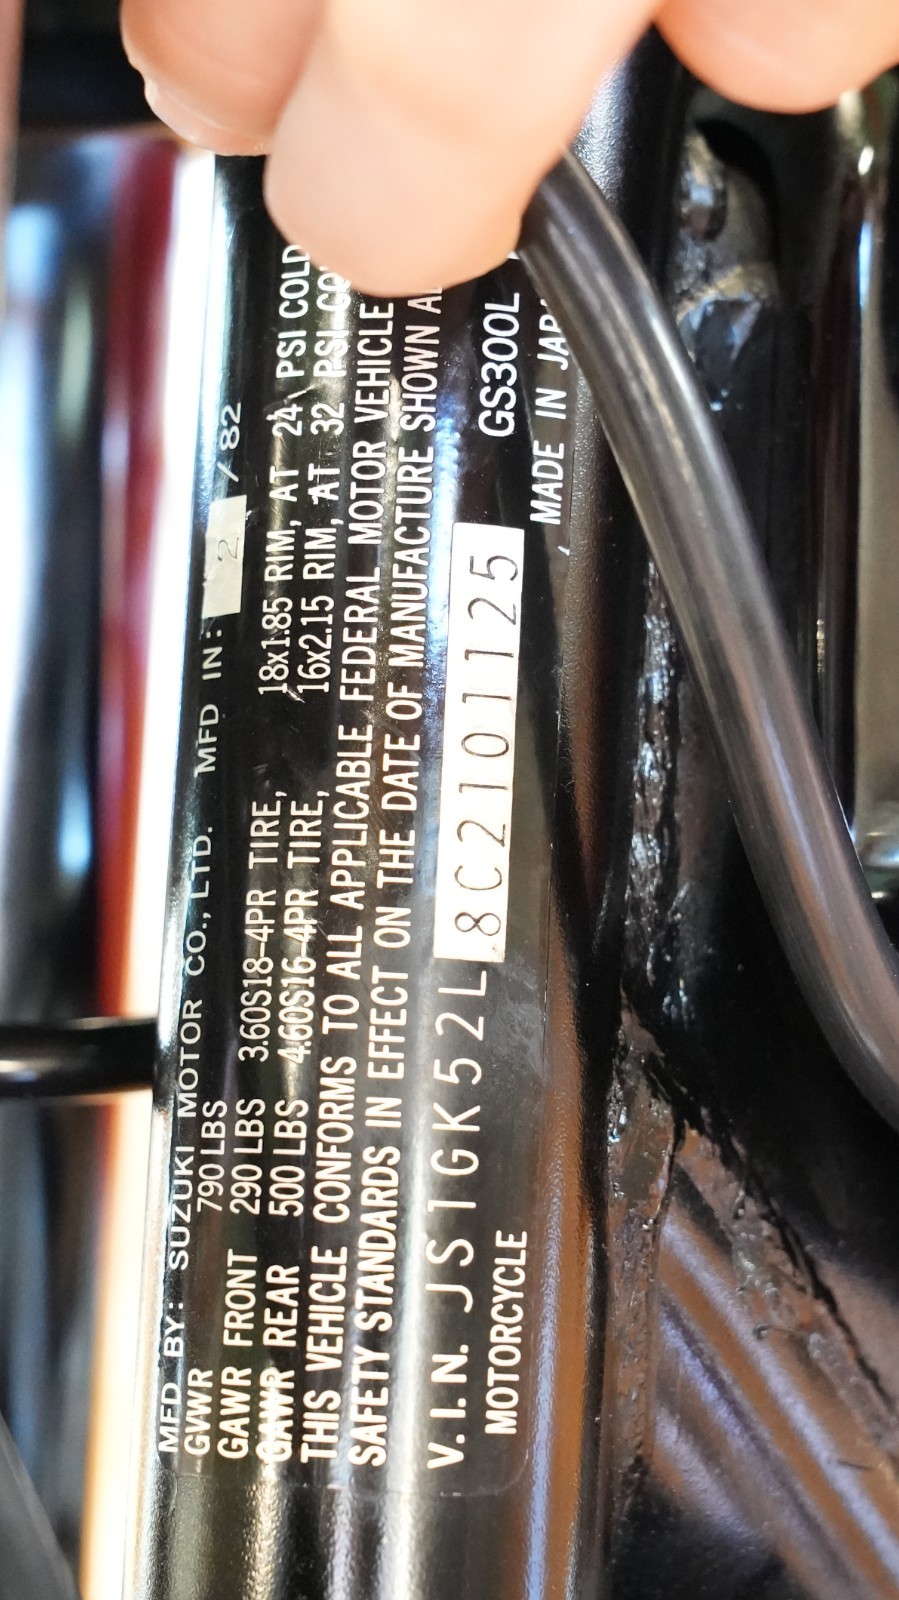 MFD BY: SUZUKI MOTOR CO., LTD. MFD IN: 2 /82
GVWR 790 LBS
GAWR FRONT 290 LBS 3.60S18-4PR TIRE, 18x1.85 RIM, AT 24 PSI COLD
GAWR REAR 500 LBS 4.60S16-4PR TIRE, 16x2.15 RIM, AT 32 PSI
THIS VEHICLE CONFORMS TO ALL APPLICABLE FEDERAL MOTOR VEHICLE
SAFETY STANDARDS IN EFFECT ON THE DATE OF MANUFACTURE SHOWN
V.I.N. JS1GK52L8C2101125 GS300L
MOTORCYCLE MADE IN